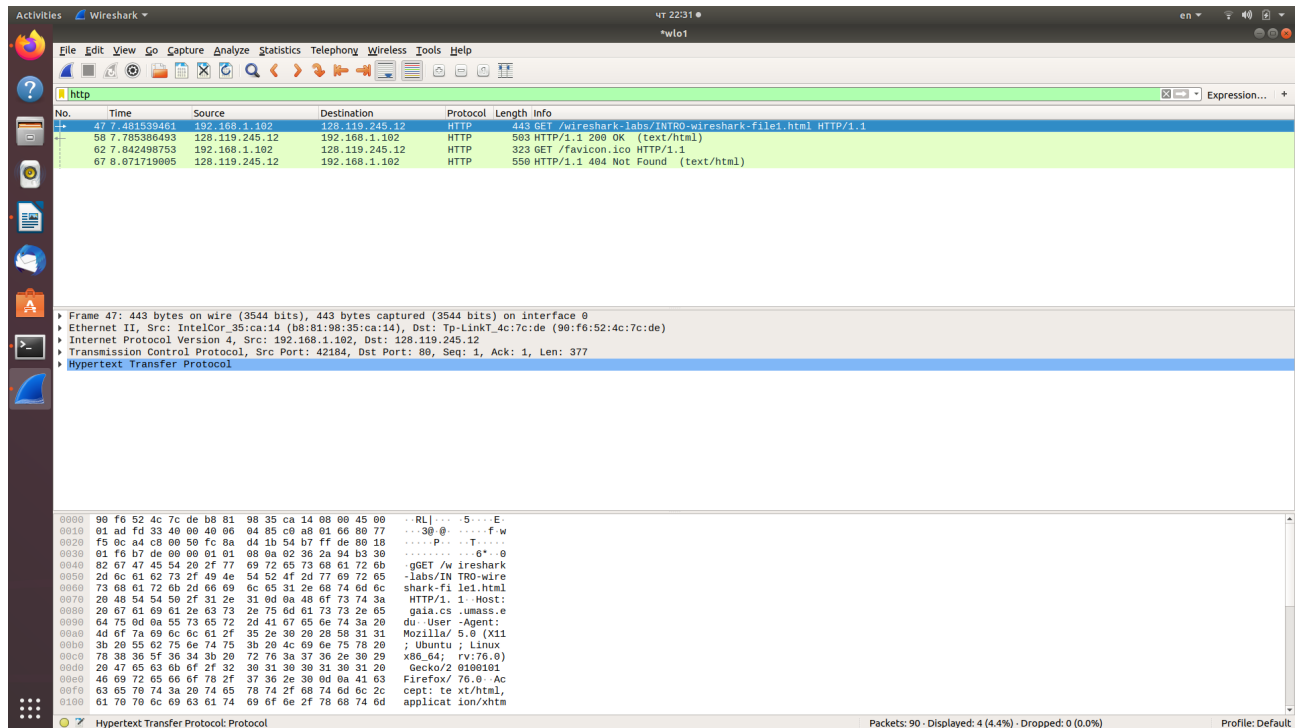 Activities Wireshark чт 22:31 en
*wlo1
File Edit View Go Capture Analyze Statistics Telephony Wireless Tools Help
http Expression... +
No. Time Source Destination Protocol Length Info
47 7.481539461 192.168.1.102 128.119.245.12 HTTP 443 GET /wireshark-labs/INTRO-wireshark-file1.html HTTP/1.1
58 7.785386493 128.119.245.12 192.168.1.102 HTTP 503 HTTP/1.1 200 OK (text/html)
62 7.842498753 192.168.1.102 128.119.245.12 HTTP 323 GET /favicon.ico HTTP/1.1
67 8.071719005 128.119.245.12 192.168.1.102 HTTP 550 HTTP/1.1 404 Not Found (text/html)
Frame 47: 443 bytes on wire (3544 bits), 443 bytes captured (3544 bits) on interface 0
Ethernet II, Src: IntelCor_35:ca:14 (b8:81:98:35:ca:14), Dst: Tp-LinkT_4c:7c:de (90:f6:52:4c:7c:de)
Internet Protocol Version 4, Src: 192.168.1.102, Dst: 128.119.245.12
Transmission Control Protocol, Src Port: 42184, Dst Port: 80, Seq: 1, Ack: 1, Len: 377
Hypertext Transfer Protocol
0000 90 f6 52 4c 7c de b8 81 98 35 ca 14 08 00 45 00 ··RL|··· ·5····E·
0010 01 ad fd 33 40 00 40 06 04 85 c0 a8 01 66 80 77 ···3@·@· ·····f·w
0020 f5 0c a4 c8 00 50 fc 8a d4 1b 54 b7 ff de 80 18 ·····P·· ··T·····
0030 01 f6 b7 de 00 00 01 01 08 0a 02 36 2a 94 b3 30 ········ ···6*··0
0040 82 67 47 45 54 20 2f 77 69 72 65 73 68 61 72 6b ·gGET /w ireshark
0050 2d 6c 61 62 73 2f 49 4e 54 52 4f 2d 77 69 72 65 -labs/IN TRO-wire
0060 73 68 61 72 6b 2d 66 69 6c 65 31 2e 68 74 6d 6c shark-fi le1.html
0070 20 48 54 54 50 2f 31 2e 31 0d 0a 48 6f 73 74 3a HTTP/1. 1··Host:
0080 20 67 61 69 61 2e 63 73 2e 75 6d 61 73 73 2e 65 gaia.cs .umass.e
0090 64 75 0d 0a 55 73 65 72 2d 41 67 65 6e 74 3a 20 du··User -Agent:
00a0 4d 6f 7a 69 6c 6c 61 2f 35 2e 30 20 28 58 31 31 Mozilla/ 5.0 (X11
00b0 3b 20 55 62 75 6e 74 75 3b 20 4c 69 6e 75 78 20 ; Ubuntu ; Linux
00c0 78 38 36 5f 36 34 3b 20 72 76 3a 37 36 2e 30 29 x86_64; rv:76.0)
00d0 20 47 65 63 6b 6f 2f 32 30 31 30 30 31 30 31 20 Gecko/2 0100101
00e0 46 69 72 65 66 6f 78 2f 37 36 2e 30 0d 0a 41 63 Firefox/ 76.0··Ac
00f0 63 65 70 74 3a 20 74 65 78 74 2f 68 74 6d 6c 2c cept: te xt/html,
0100 61 70 70 6c 69 63 61 74 69 6f 6e 2f 78 68 74 6d applicat ion/xhtm
Hypertext Transfer Protocol: Protocol Packets: 90 · Displayed: 4 (4.4%) · Dropped: 0 (0.0%) Profile: Default